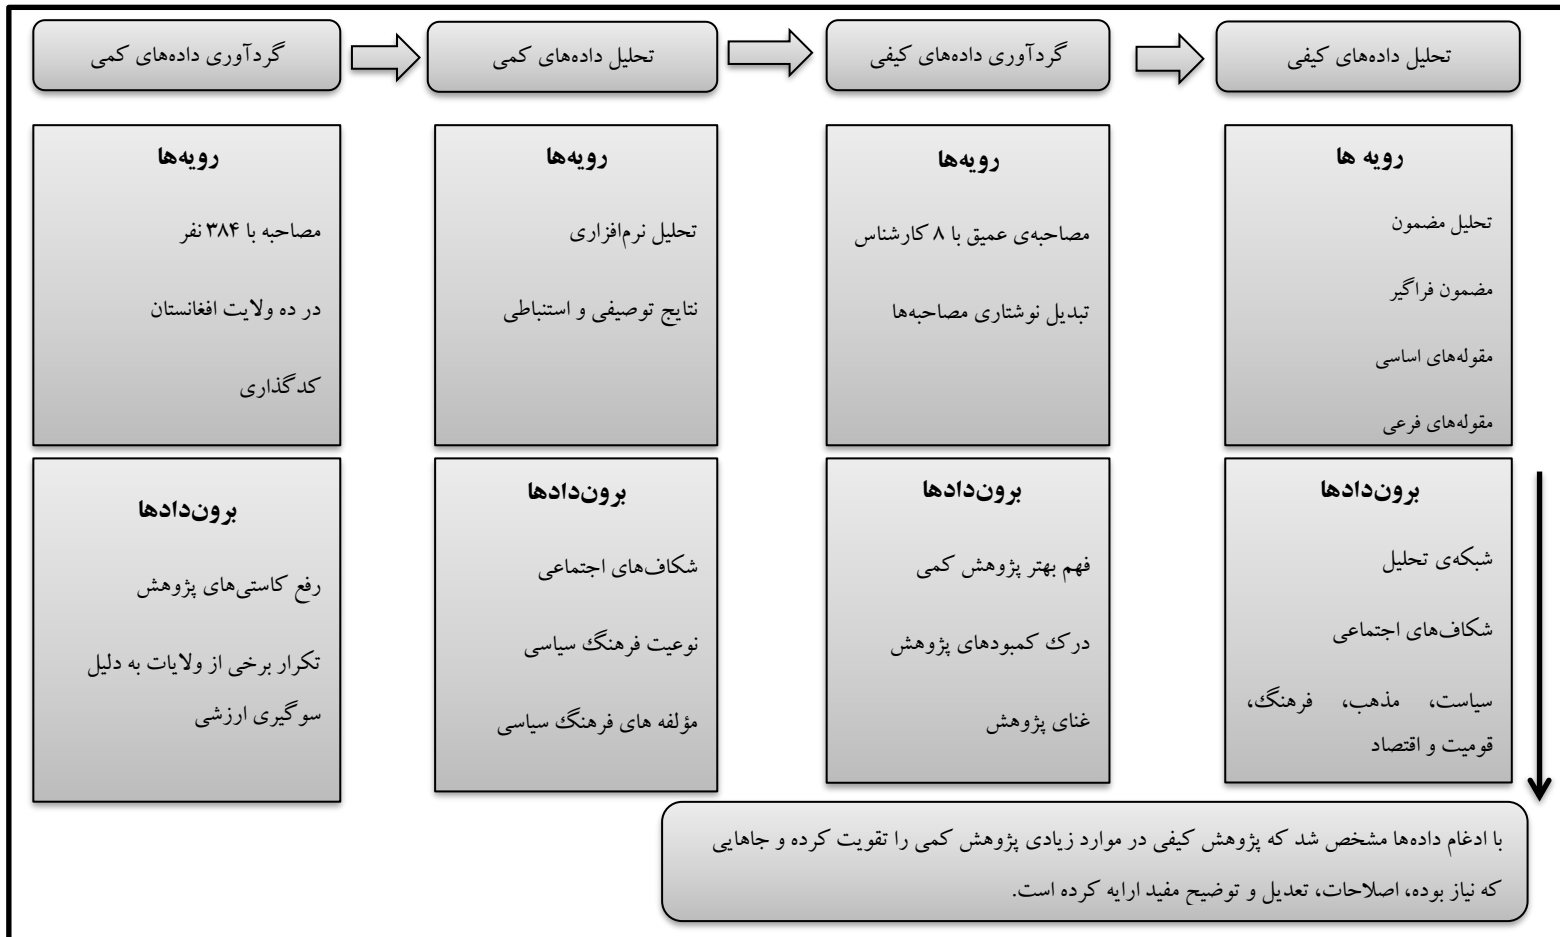 گردآوری داده‌های کمی
تحلیل داده‌های کمی
گردآوری داده‌های کیفی
تحلیل داده‌های کیفی
رویه‌ها
مصاحبه با ۳۸۴ نفر
در ده ولایت افغانستان
کدگذاری
رویه‌ها
تحلیل نرم‌افزاری
نتایج توصیفی و استنباطی
رویه‌ها
مصاحبه‌ی عمیق با ۸ کارشناس
تبدیل نوشتاری مصاحبه‌ها
رویه ها
تحلیل مضمون
مضمون فراگیر
مقوله‌های اساسی
مقوله‌های فرعی
برون‌دادها
رفع کاستی‌های پژوهش
تکرار برخی از ولایات به دلیل
سوگیری ارزشی
برون‌دادها
شکاف‌های اجتماعی
نوعیت فرهنگ سیاسی
مؤلفه های فرهنگ سیاسی
برون‌دادها
فهم بهتر پژوهش کمی
درک کمبودهای پژوهش
غنای پژوهش
برون‌دادها
شبکه‌ی تحلیل
شکاف‌های اجتماعی
سیاست، مذهب، فرهنگ،
قومیت و اقتصاد
با ادغام داده‌ها مشخص شد که پژوهش کیفی در موارد زیادی پژوهش کمی را تقویت کرده و جاهایی
که نیاز بوده، اصلاحات، تعدیل و توضیح مفید ارایه کرده است.